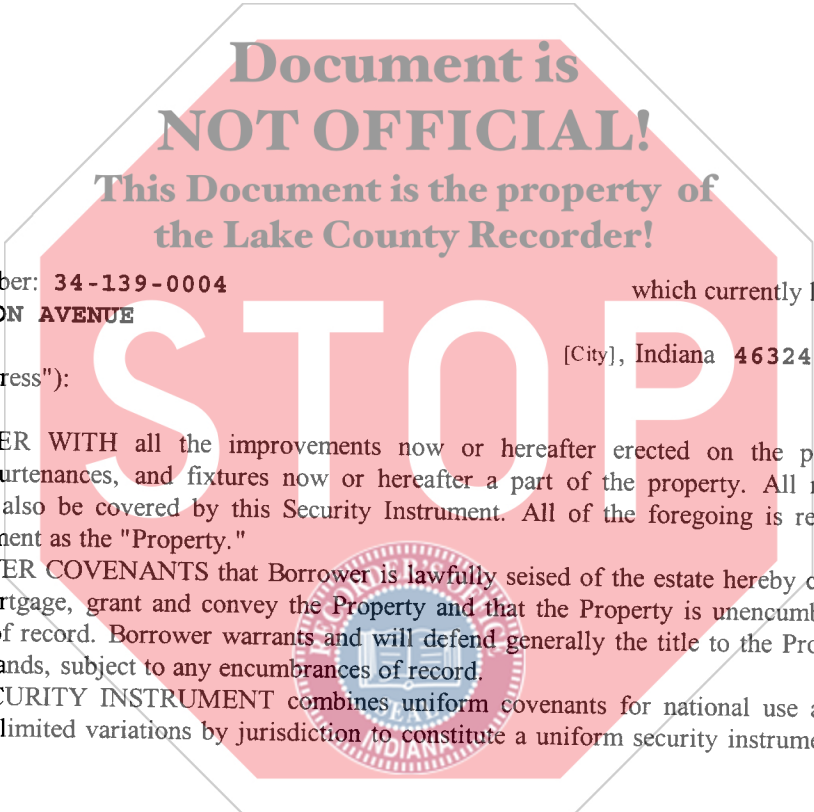 Document is
NOT OFFICIAL!
This Document is the property of
the Lake County Recorder!
ber: 34-139-0004 which currently
ON AVENUE
[City], Indiana 46324
ress"):
STOP
ER WITH all the improvements now or hereafter erected on the p
urtenances, and fixtures now or hereafter a part of the property. All
also be covered by this Security Instrument. All of the foregoing is re
ment as the "Property."
ER COVENANTS that Borrower is lawfully seised of the estate hereby
rtgage, grant and convey the Property and that the Property is unencumb
of record. Borrower warrants and will defend generally the title to the Pro
ands, subject to any encumbrances of record.
CURITY INSTRUMENT combines uniform covenants for national use
limited variations by jurisdiction to constitute a uniform security instrume
SEAL
INDIANA